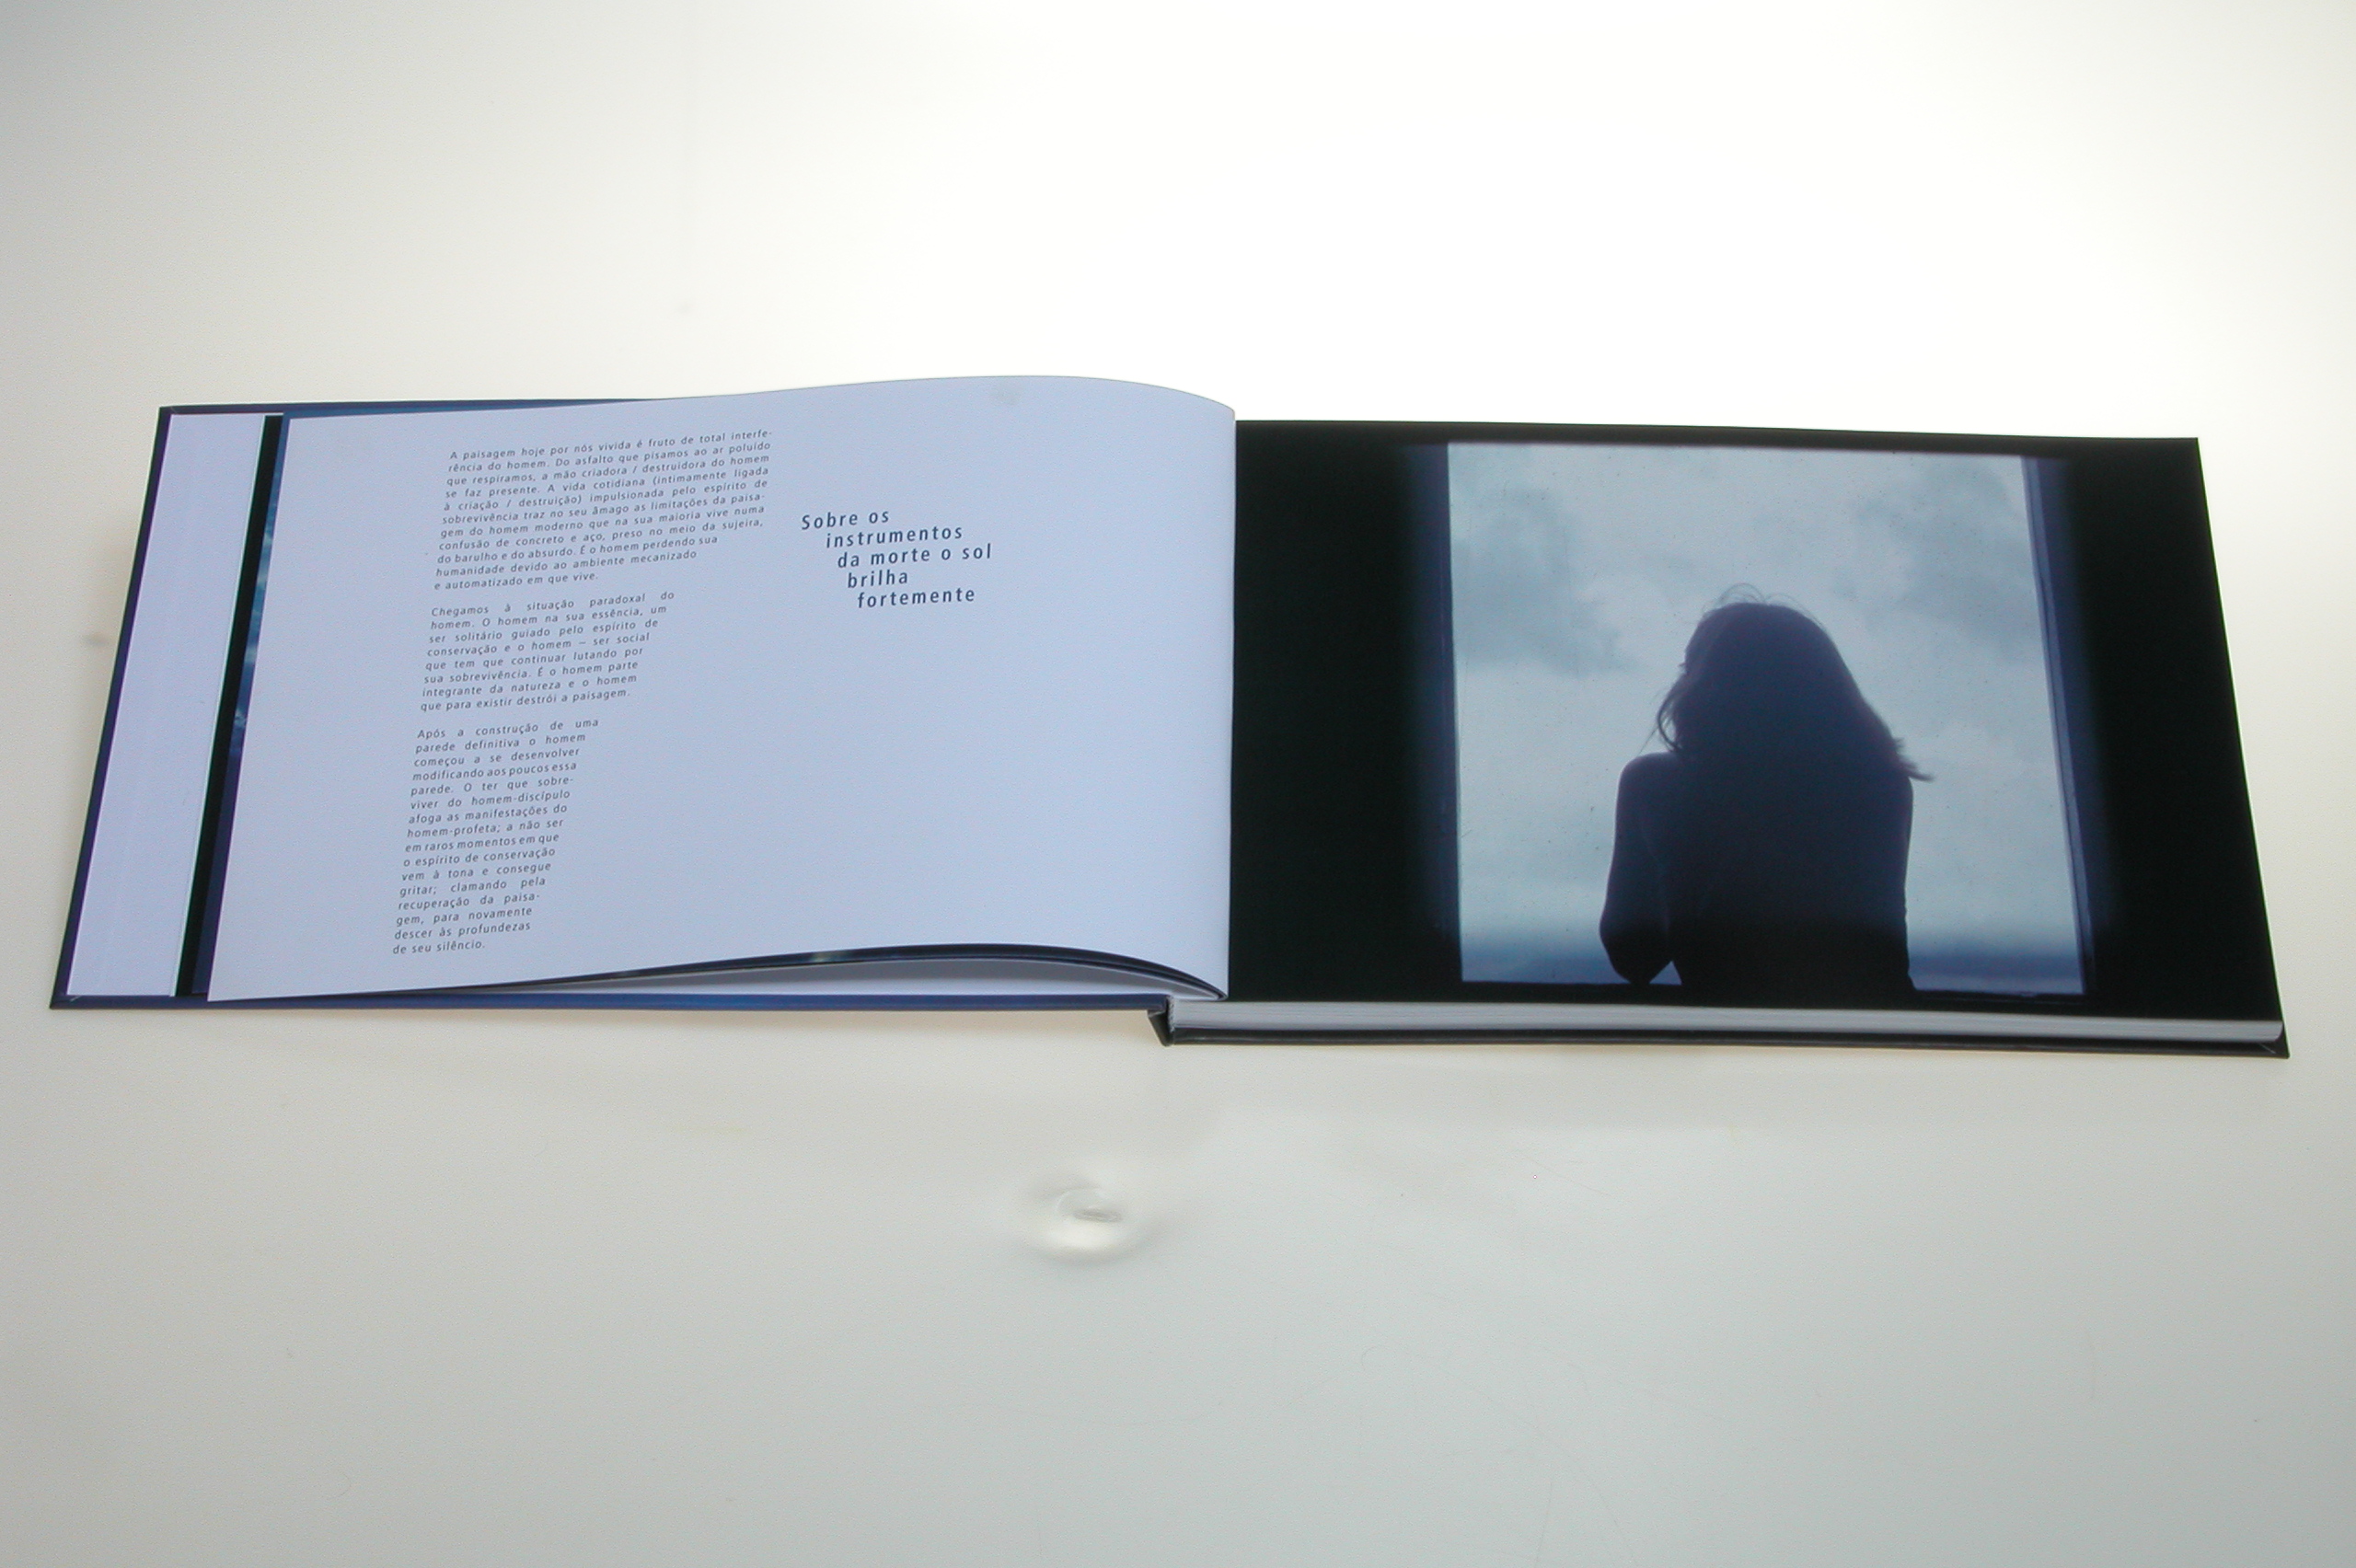 A paisagem hoje por nós vivida é fruto de total interfe-
rência do homem. Do asfalto que pisamos ao ar poluído
que respiramos, a mão criadora / destruidora do homem
se faz presente. A vida cotidiana (intimamente ligada
à criação / destruição) impulsionada pelo espírito de
sobrevivência traz no seu âmago as limitações da paisa-
gem do homem moderno que na sua maioria vive numa
confusão de concreto e aço, preso no meio da sujeira,
do barulho e do absurdo. É o homem perdendo sua
humanidade devido ao ambiente mecanizado
e automatizado em que vive.
Chegamos à situação paradoxal do
homem. O homem na sua essência, um
ser solitário guiado pelo espírito de
conservação e o homem – ser social
que tem que continuar lutando por
sua sobrevivência. É o homem parte
integrante da natureza e o homem
que para existir destrói a paisagem.
Após a construção de uma
parede definitiva o homem
começou a se desenvolver
modificando aos poucos essa
parede. O ter que sobre-
viver do homem-discípulo
afoga as manifestações do
homem-profeta; a não ser
em raros momentos em que
o espírito de conservação
vem à tona e consegue
gritar; clamando pela
recuperação da paisa-
gem, para novamente
descer às profundezas
de seu silêncio.
Sobre os
instrumentos
da morte o sol
brilha
fortemente